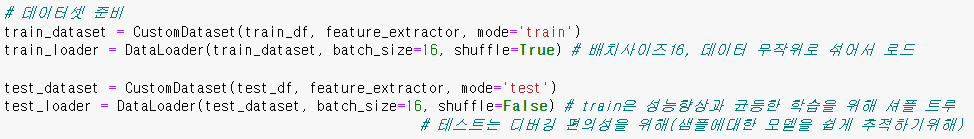 # 데이터셋 준비
train_dataset = CustomDataset(train_df, feature_extractor, mode='train')
train_loader = DataLoader(train_dataset, batch_size=16, shuffle=True) # 배치사이즈16, 데이터 무작위로 섞어서 로드
test_dataset = CustomDataset(test_df, feature_extractor, mode='test')
test_loader = DataLoader(test_dataset, batch_size=16, shuffle=False) # train은 성능향상과 균등한 학습을 위해 셔플 트루
# 테스트는 디버깅 편의성을 위해(샘플에대한 모델을 쉽게 추적하기위해)